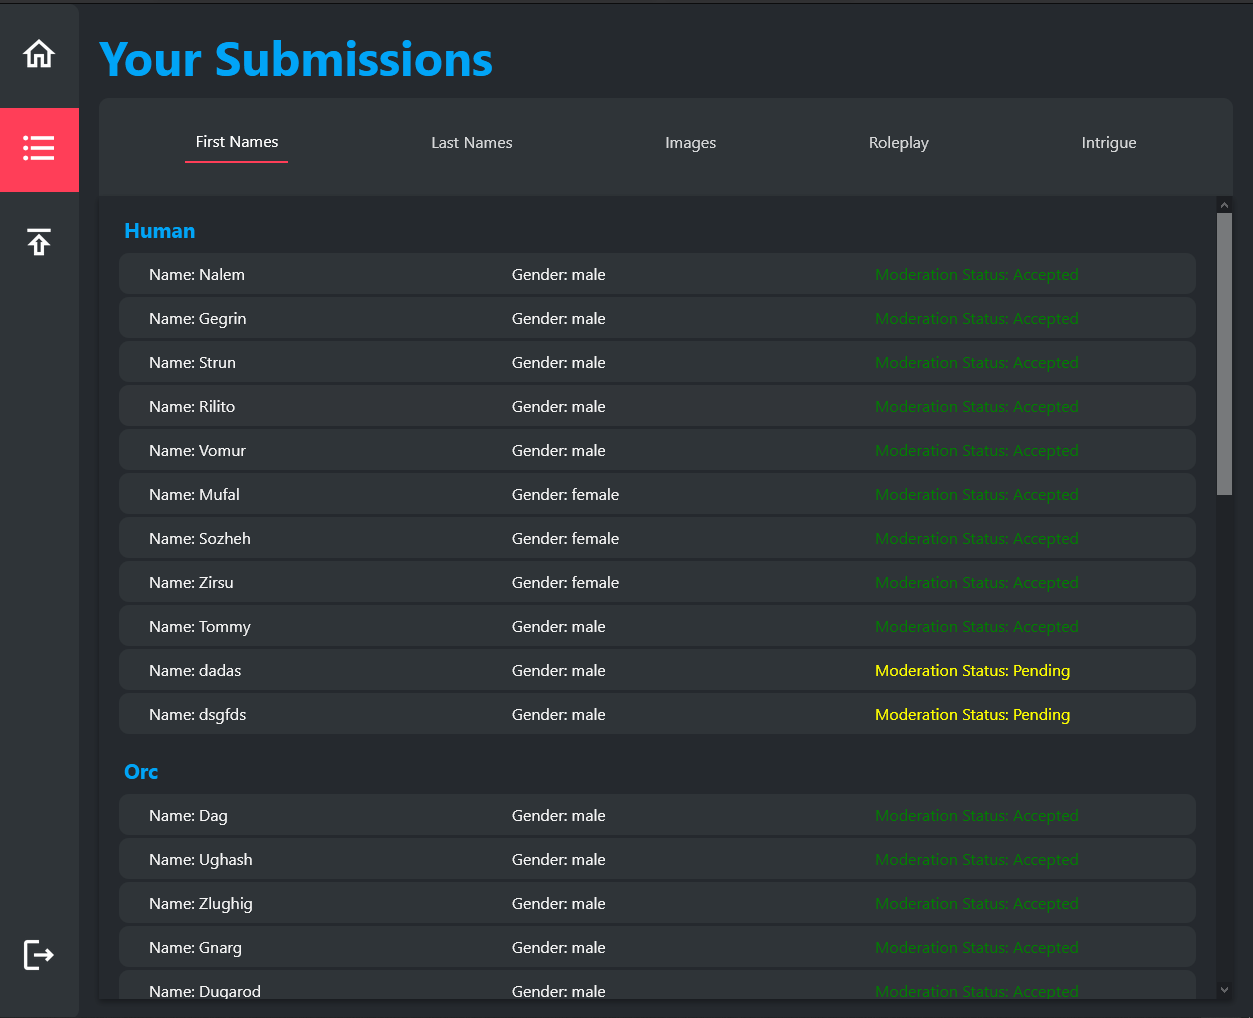 Your Submissions
First Names Last Names Images Roleplay Intrigue
Human
Name: Nalem Gender: male Moderation Status: Accepted
Name: Gegrin Gender: male Moderation Status: Accepted
Name: Strun Gender: male Moderation Status: Accepted
Name: Rilito Gender: male Moderation Status: Accepted
Name: Vomur Gender: male Moderation Status: Accepted
Name: Mufal Gender: female Moderation Status: Accepted
Name: Sozheh Gender: female Moderation Status: Accepted
Name: Zirsu Gender: female Moderation Status: Accepted
Name: Tommy Gender: male Moderation Status: Accepted
Name: dadas Gender: male Moderation Status: Pending
Name: dsgfds Gender: male Moderation Status: Pending
Orc
Name: Dag Gender: male Moderation Status: Accepted
Name: Ughash Gender: male Moderation Status: Accepted
Name: Zlughig Gender: male Moderation Status: Accepted
Name: Gnarg Gender: male Moderation Status: Accepted
Name: Dugarod Gender: male Moderation Status: Accepted